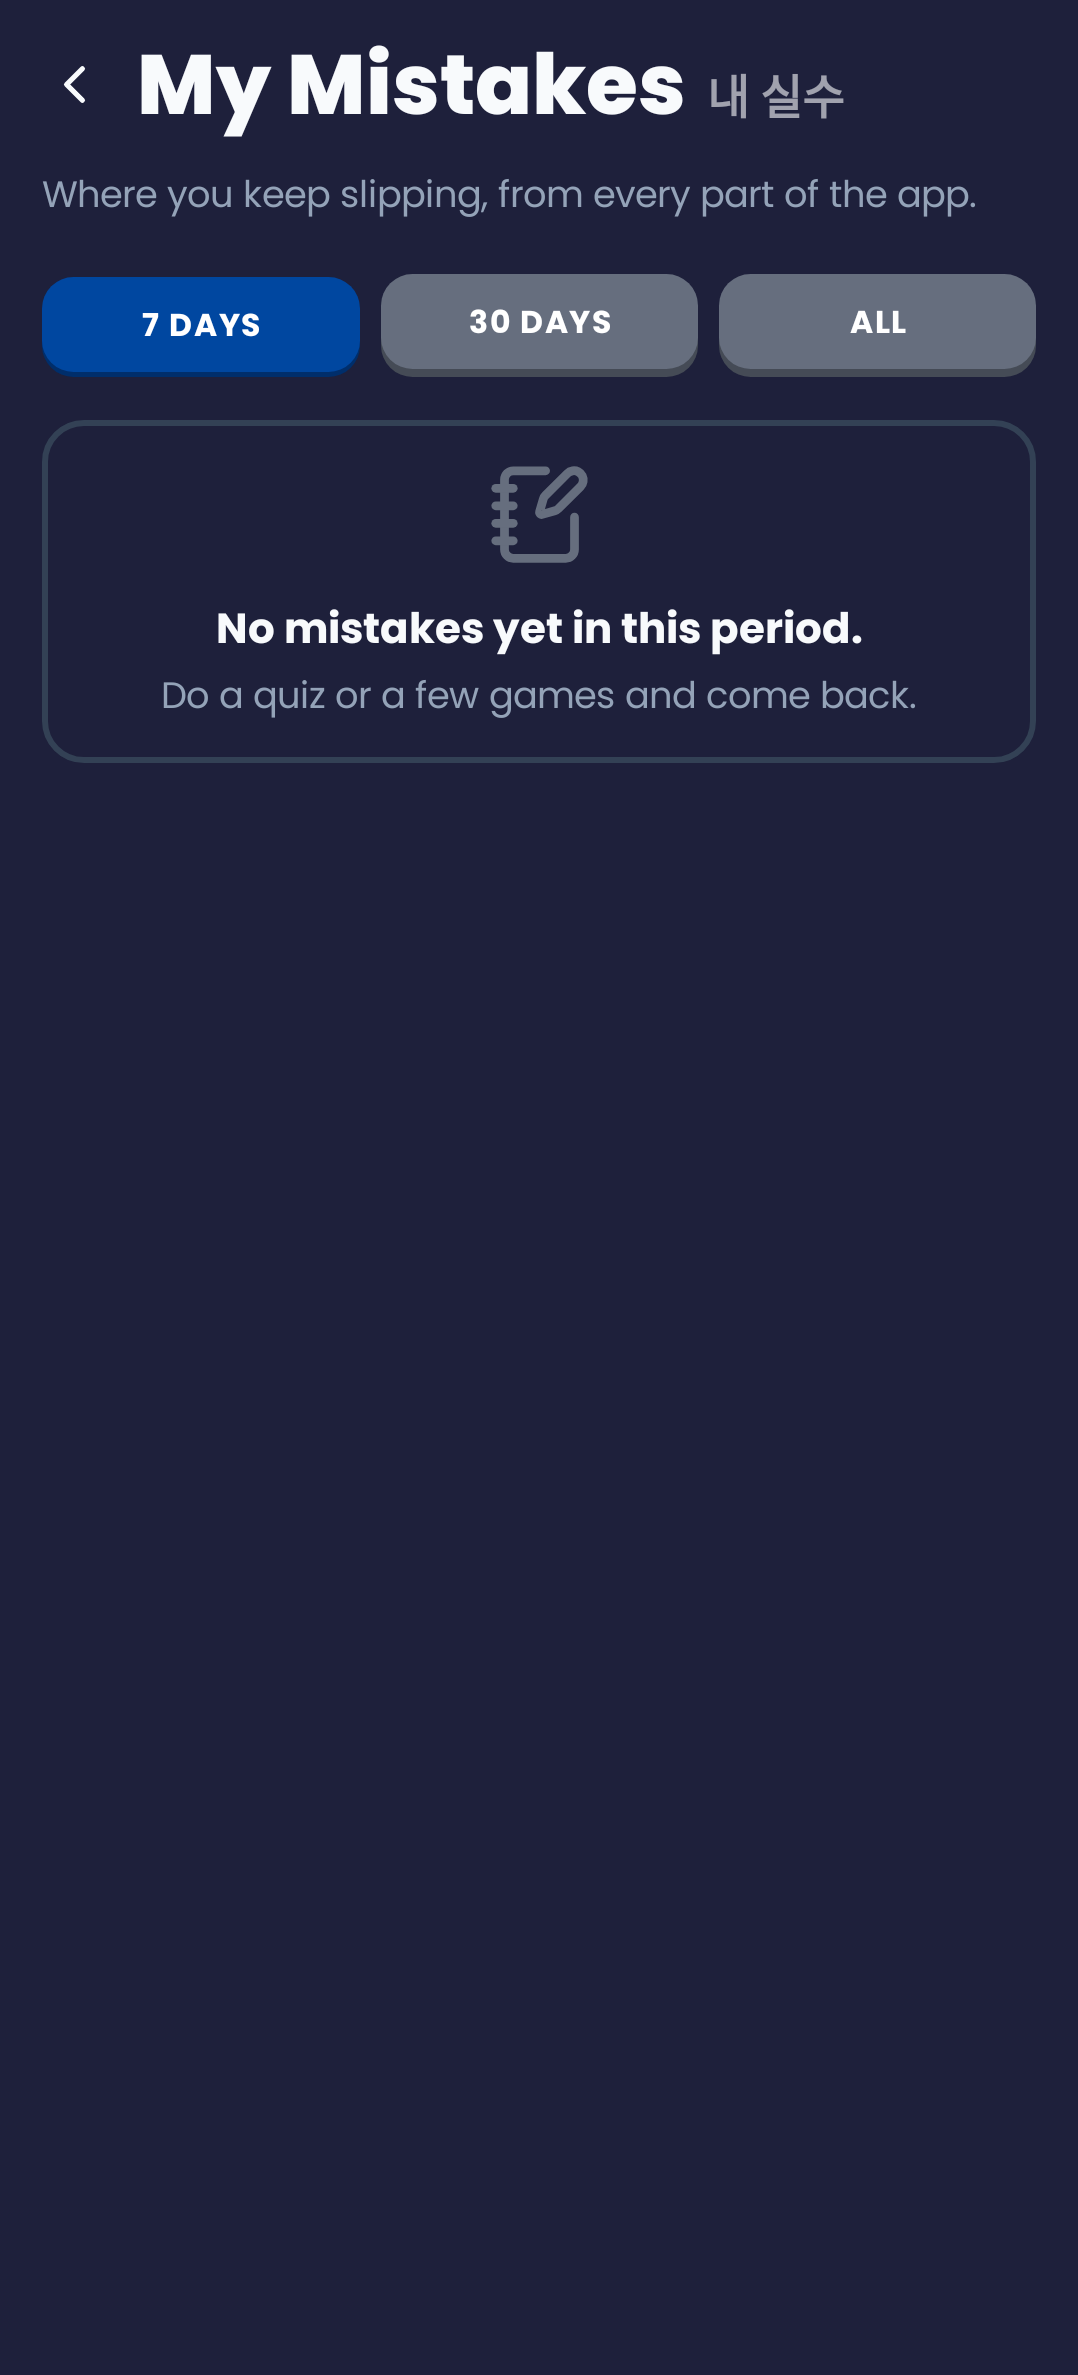 My Mistakes 내 실수
Where you keep slipping, from every part of the app.
7 DAYS
30 DAYS
ALL
No mistakes yet in this period.
Do a quiz or a few games and come back.